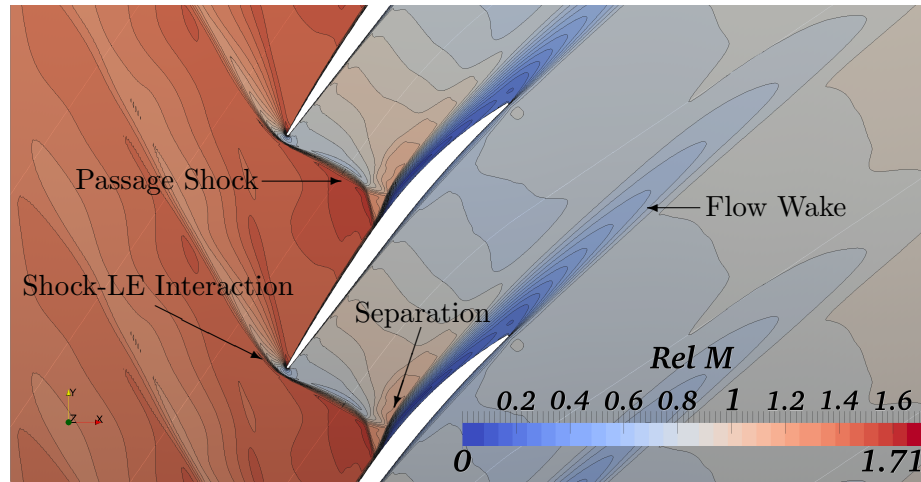 Passage Shock
Flow Wake
Shock-LE Interaction
Separation
Rel M
0.2 0.4 0.6 0.8 1 1.2 1.4 1.6
0 1.71
Y
Z X